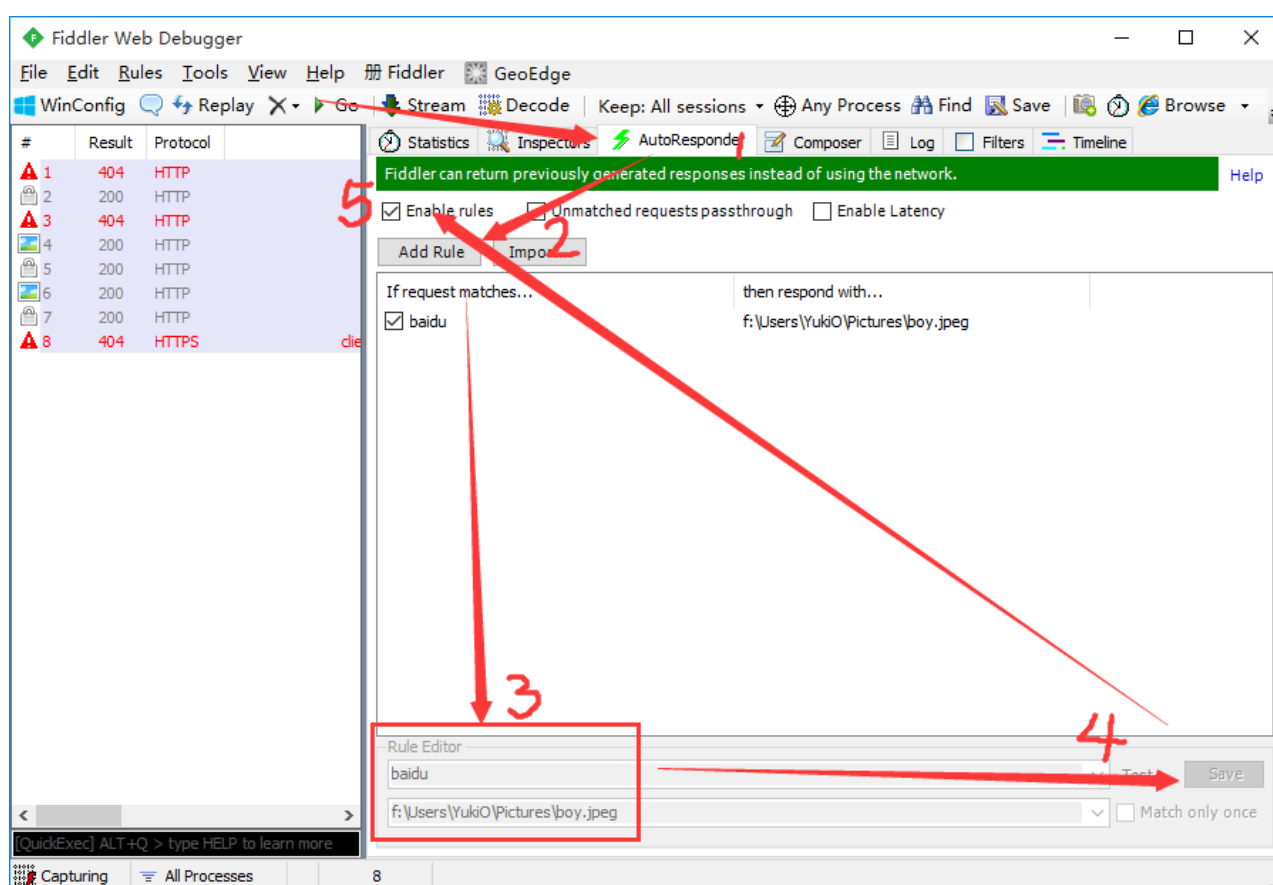 Fiddler Web Debugger
File Edit Rules Tools View Help 册 Fiddler GeoEdge
WinConfig Replay Go Stream Decode Keep: All sessions Any Process Find Save Browse
# Result Protocol
Statistics Inspectors AutoResponder Composer Log Filters Timeline
1
1 404 HTTP
2 200 HTTP
3 404 HTTP
4 200 HTTP
5 200 HTTP
6 200 HTTP
7 200 HTTP
8 404 HTTPS clie
Fiddler can return previously generated responses instead of using the network. Help
5
Enable rules Unmatched requests passthrough Enable Latency
2
Add Rule Import...
If request matches... then respond with...
baidu f:\Users\YukiO\Pictures\boy.jpeg
3
4
Rule Editor
baidu Test... Save
f:\Users\YukiO\Pictures\boy.jpeg Match only once
[QuickExec] ALT+Q > type HELP to learn more
Capturing All Processes 8